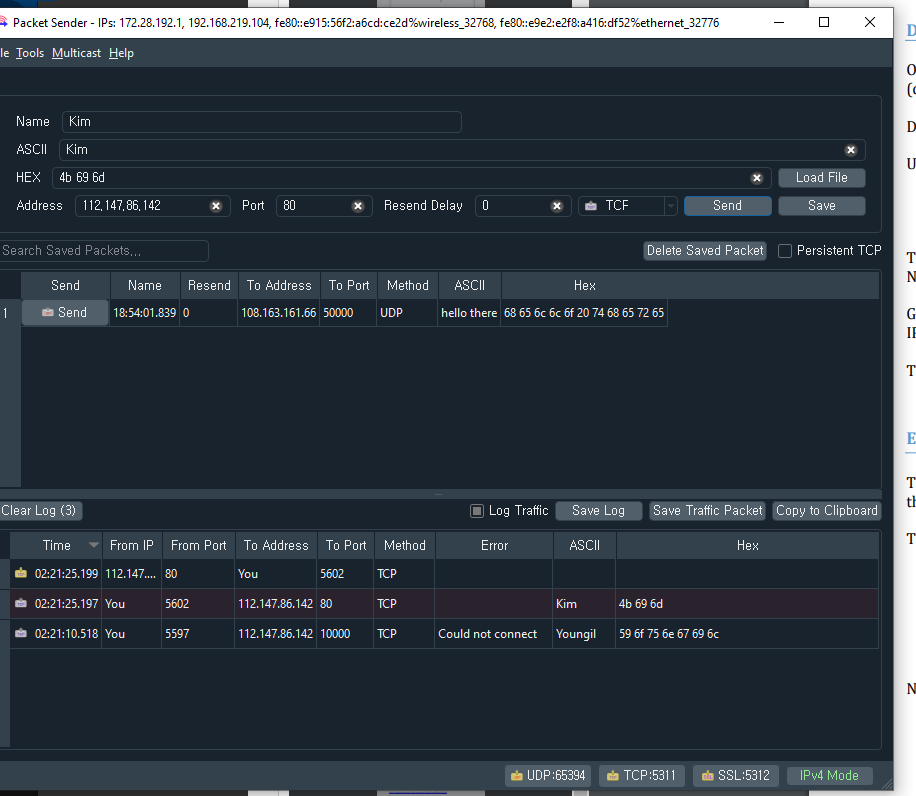 Packet Sender - IPs: 172.28.192.1, 192.168.219.104, fe80::e915:56f2:a6cd:ce2d%wireless_32768, fe80::e9e2:e2f8:a416:df52%ethernet_32776
le Tools Multicast Help
Name Kim
ASCII Kim
HEX 4b 69 6d Load File
Address 112,147,86,142 Port 80 Resend Delay 0 TCF Send Save
Search Saved Packets,,, Delete Saved Packet Persistent TCP
Send Name Resend To Address To Port Method ASCII Hex
1 Send 18:54:01.839 0 108.163.161.66 50000 UDP hello there 68 65 6c 6c 6f 20 74 68 65 72 65
Clear Log (3) Log Traffic Save Log Save Traffic Packet Copy to Clipboard
Time From IP From Port To Address To Port Method Error ASCII Hex
02:21:25.199 112.147.... 80 You 5602 TCP
02:21:25.197 You 5602 112.147.86.142 80 TCP Kim 4b 69 6d
02:21:10.518 You 5597 112.147.86.142 10000 TCP Could not connect Youngil 59 6f 75 6e 67 69 6c
UDP:65394 TCP:5311 SSL:5312 IPv4 Mode